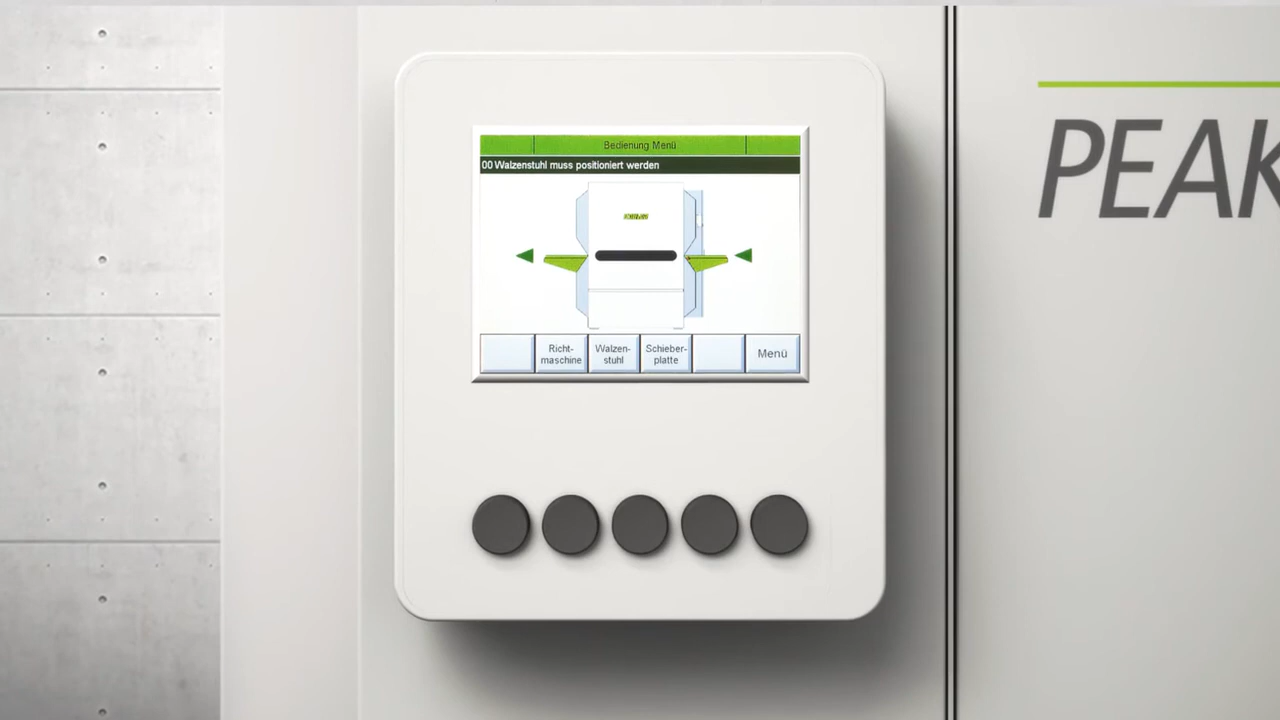 Bedienung Menü
00 Walzenstuhl muss positioniert werden
Richt-
maschine
Walzen-
stuhl
Schieber-
platte
Menü
PEAK